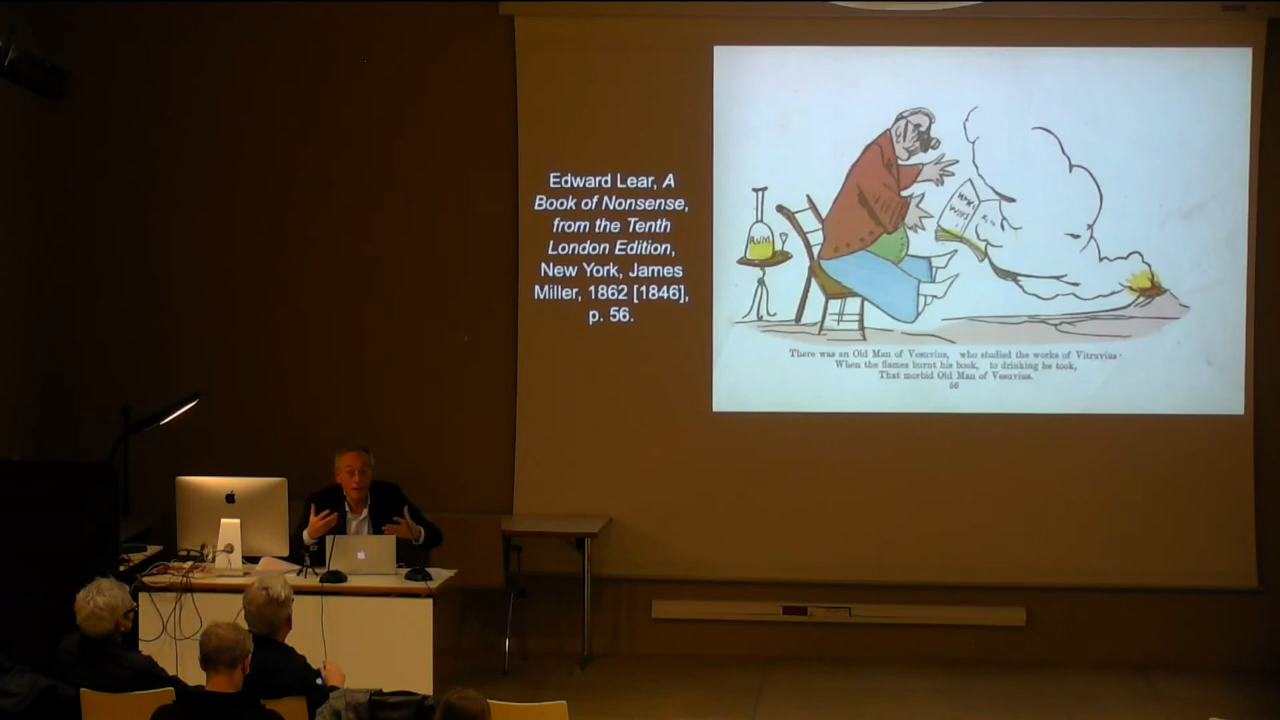 Edward Lear, A
Book of Nonsense,
from the Tenth
London Edition,
New York, James
Miller, 1862 [1846],
p. 56.
RUM
There was an Old Man of Vesuvius, who studied the works of Vitruvius·
When the flames burnt his book, to drinking he took,
That morbid Old Man of Vesuvius.
56